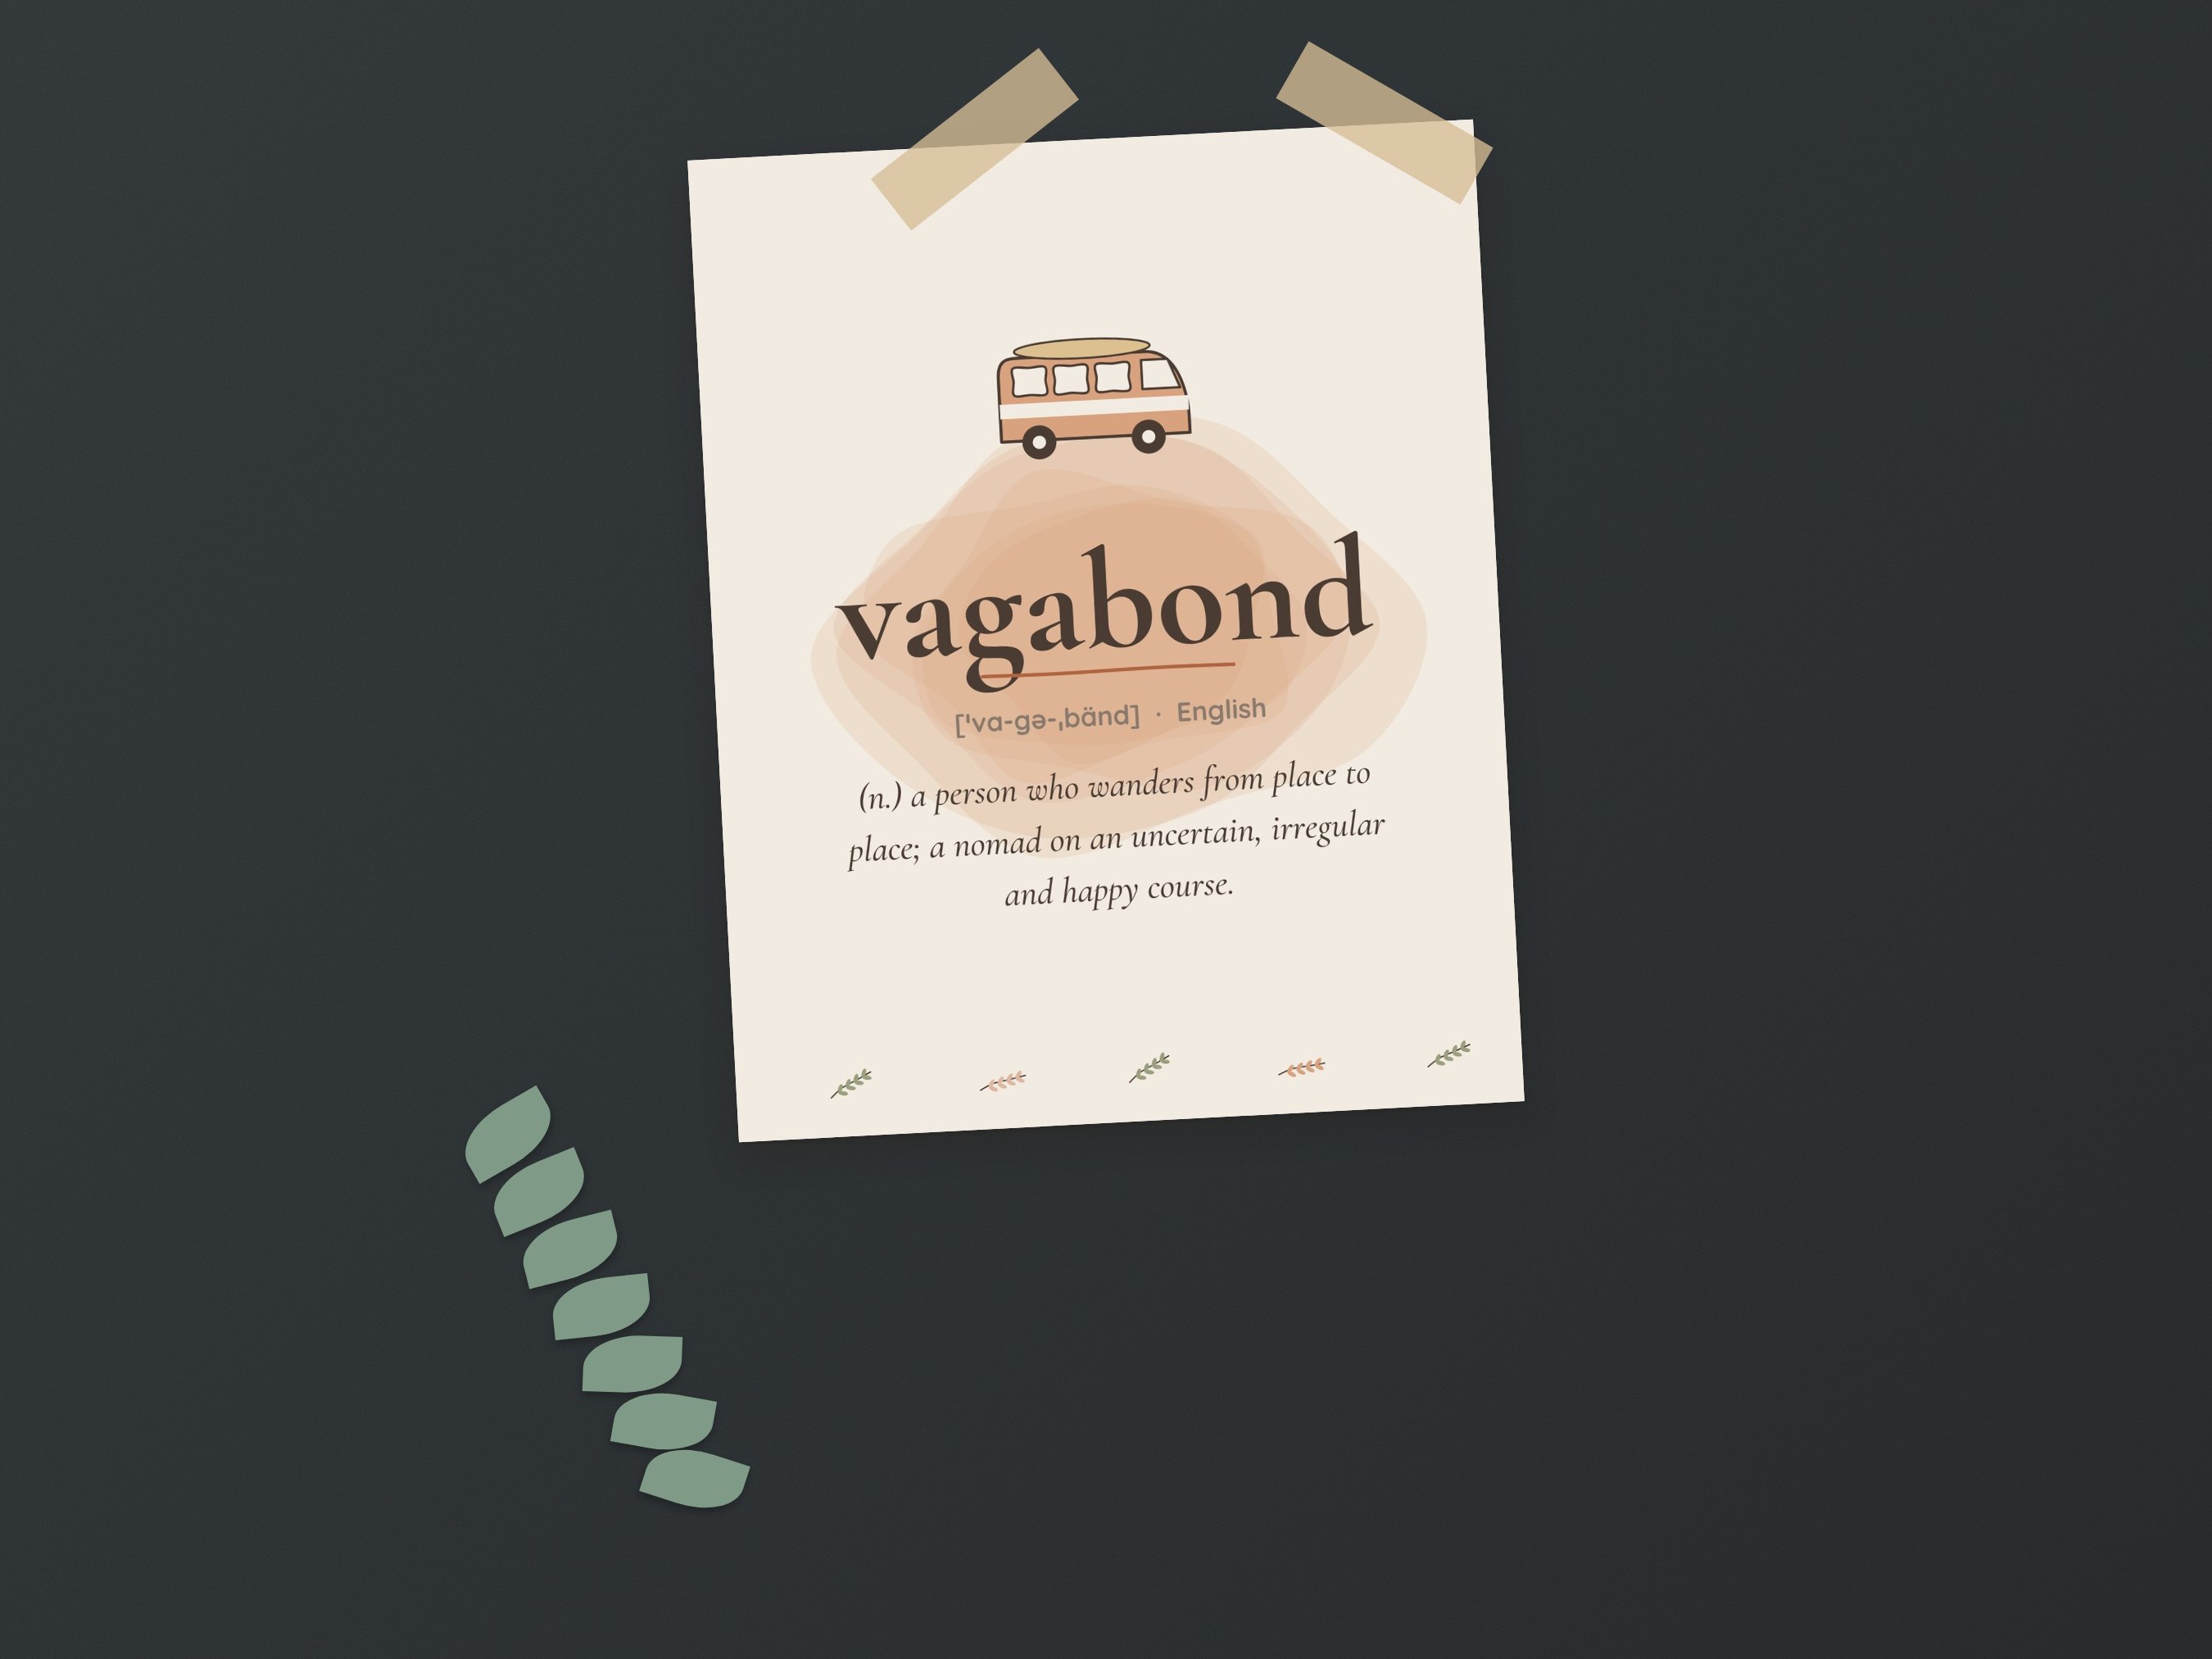 vagabond
[ˈva-gə-ˌbänd] · English
(n.) a person who wanders from place to
place; a nomad on an uncertain, irregular
and happy course.